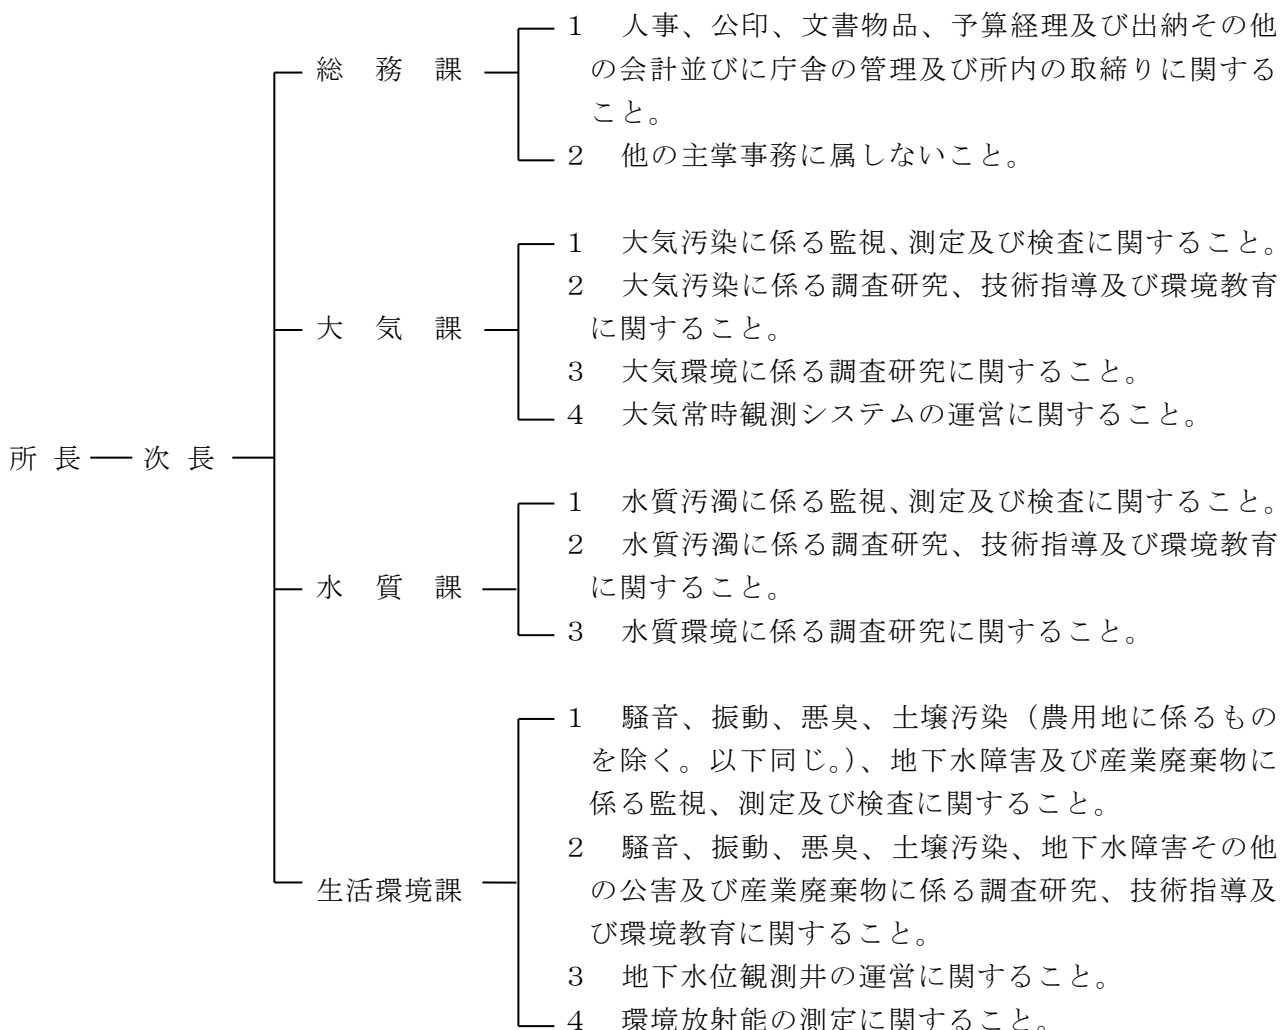 所 長
次 長
総 務 課
1 人事、公印、文書物品、予算経理及び出納その他
の会計並びに庁舎の管理及び所内の取締りに関する
こと。
2 他の主掌事務に属しないこと。
大 気 課
1 大気汚染に係る監視、測定及び検査に関すること。
2 大気汚染に係る調査研究、技術指導及び環境教育
に関すること。
3 大気環境に係る調査研究に関すること。
4 大気常時観測システムの運営に関すること。
水 質 課
1 水質汚濁に係る監視、測定及び検査に関すること。
2 水質汚濁に係る調査研究、技術指導及び環境教育
に関すること。
3 水質環境に係る調査研究に関すること。
生活環境課
1 騒音、振動、悪臭、土壌汚染（農用地に係るもの
を除く。以下同じ。）、地下水障害及び産業廃棄物に
係る監視、測定及び検査に関すること。
2 騒音、振動、悪臭、土壌汚染、地下水障害その他
の公害及び産業廃棄物に係る調査研究、技術指導及
び環境教育に関すること。
3 地下水位観測井の運営に関すること。
4 環境放射能の測定に関すること。